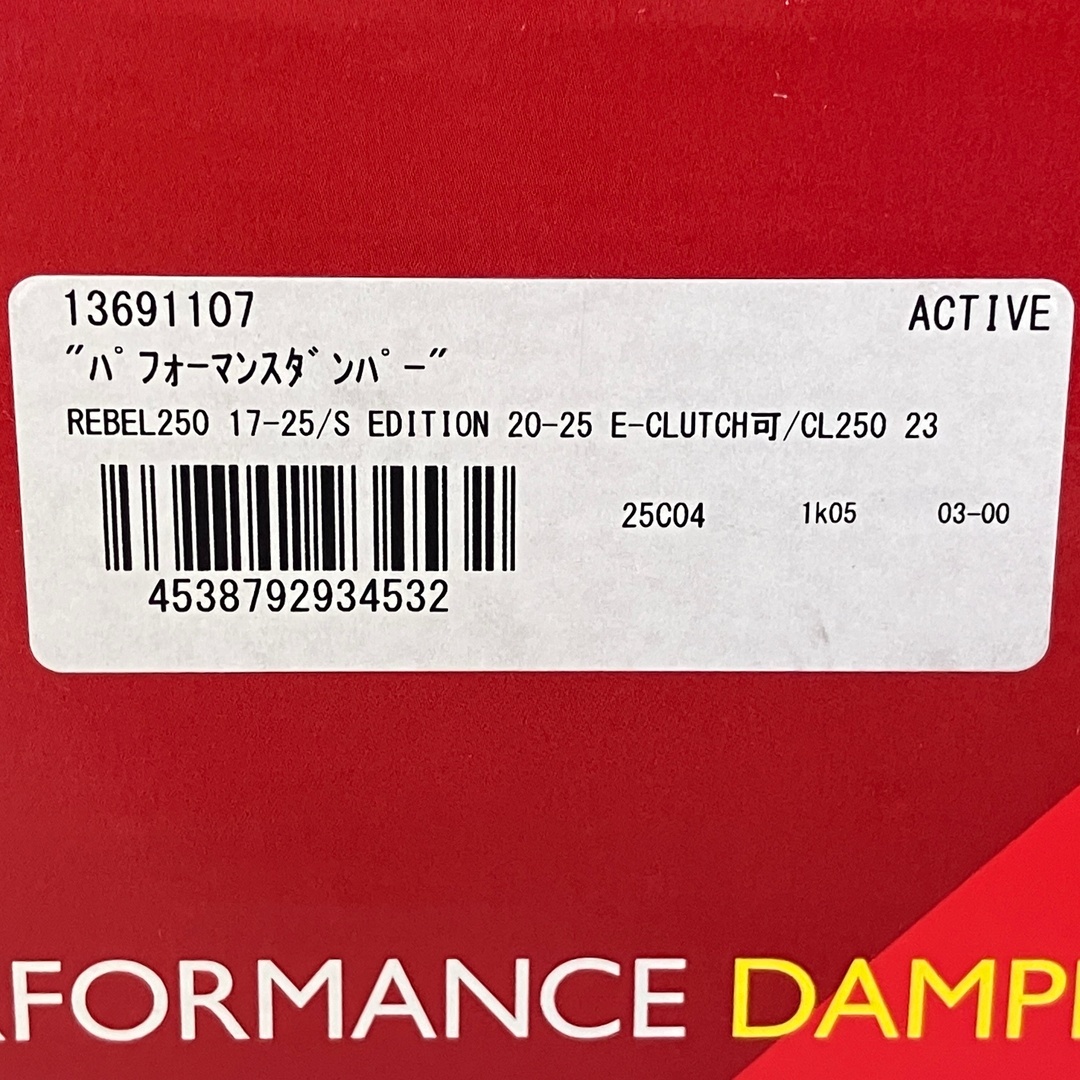 13691107 ACTIVE
"ﾊﾟﾌｫｰﾏﾝｽﾀﾞﾝﾊﾟｰ"
REBEL250 17-25/S EDITION 20-25 E-CLUTCH可/CL250 23
25C04 1k05 03-00
4538792934532
RFORMANCE DAMP